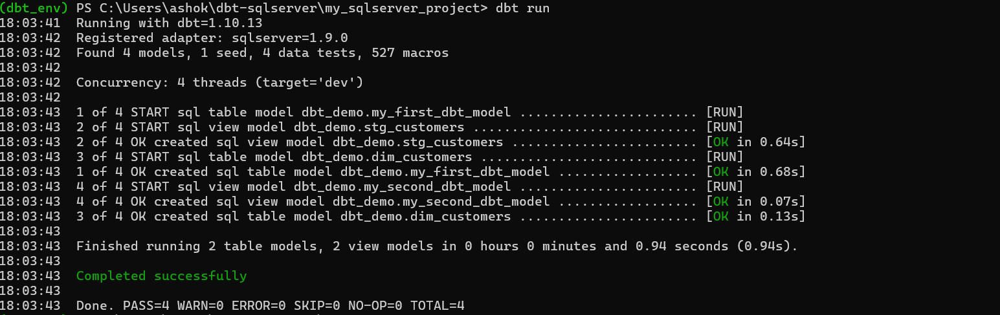 (dbt_env) PS C:\Users\ashok\dbt-sqlserver\my_sqlserver_project> dbt run
18:03:41  Running with dbt=1.10.13
18:03:42  Registered adapter: sqlserver=1.9.0
18:03:42  Found 4 models, 1 seed, 4 data tests, 527 macros
18:03:42
18:03:42  Concurrency: 4 threads (target='dev')
18:03:42
18:03:43  1 of 4 START sql table model dbt_demo.my_first_dbt_model ....................... [RUN]
18:03:43  2 of 4 START sql view model dbt_demo.stg_customers ............................. [RUN]
18:03:43  2 of 4 OK created sql view model dbt_demo.stg_customers ........................ [OK in 0.64s]
18:03:43  3 of 4 START sql table model dbt_demo.dim_customers ............................ [RUN]
18:03:43  1 of 4 OK created sql table model dbt_demo.my_first_dbt_model .................. [OK in 0.68s]
18:03:43  4 of 4 START sql view model dbt_demo.my_second_dbt_model ....................... [RUN]
18:03:43  4 of 4 OK created sql view model dbt_demo.my_second_dbt_model .................. [OK in 0.07s]
18:03:43  3 of 4 OK created sql table model dbt_demo.dim_customers ....................... [OK in 0.13s]
18:03:43
18:03:43  Finished running 2 table models, 2 view models in 0 hours 0 minutes and 0.94 seconds (0.94s).
18:03:43
18:03:43  Completed successfully
18:03:43
18:03:43  Done. PASS=4 WARN=0 ERROR=0 SKIP=0 NO-OP=0 TOTAL=4